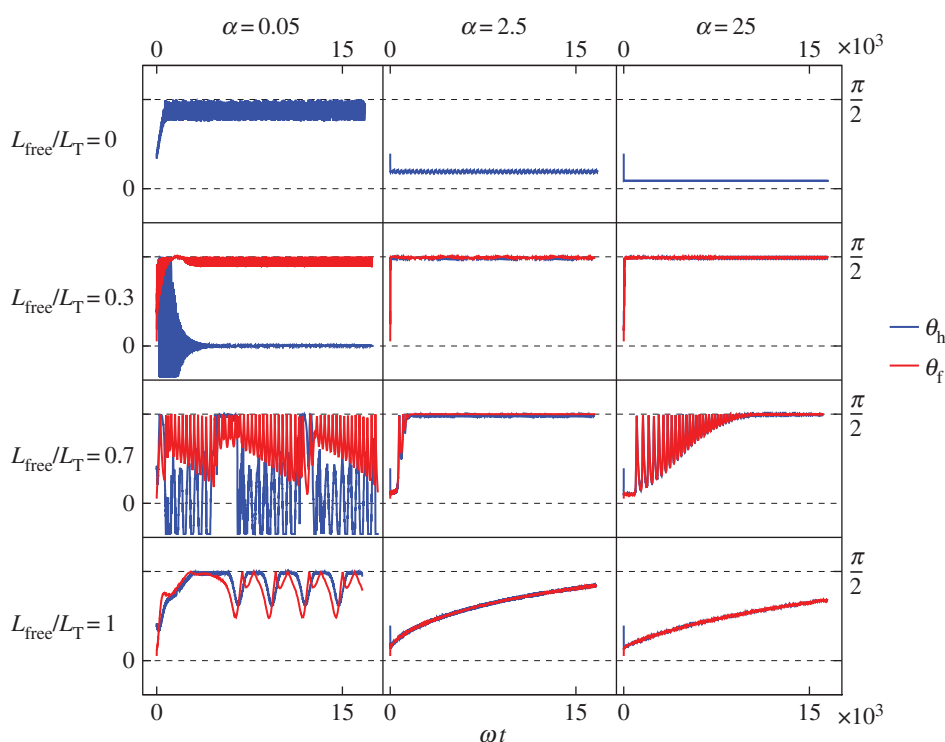 α = 0.05 α = 2.5 α = 25
0 15 0 15 0 15 ×10³
L_free/L_T = 0
π/2
0
L_free/L_T = 0.3
π/2
0
θ_h
θ_f
L_free/L_T = 0.7
π/2
0
L_free/L_T = 1
π/2
0
0 15 0 15 0 15 ×10³
ωt